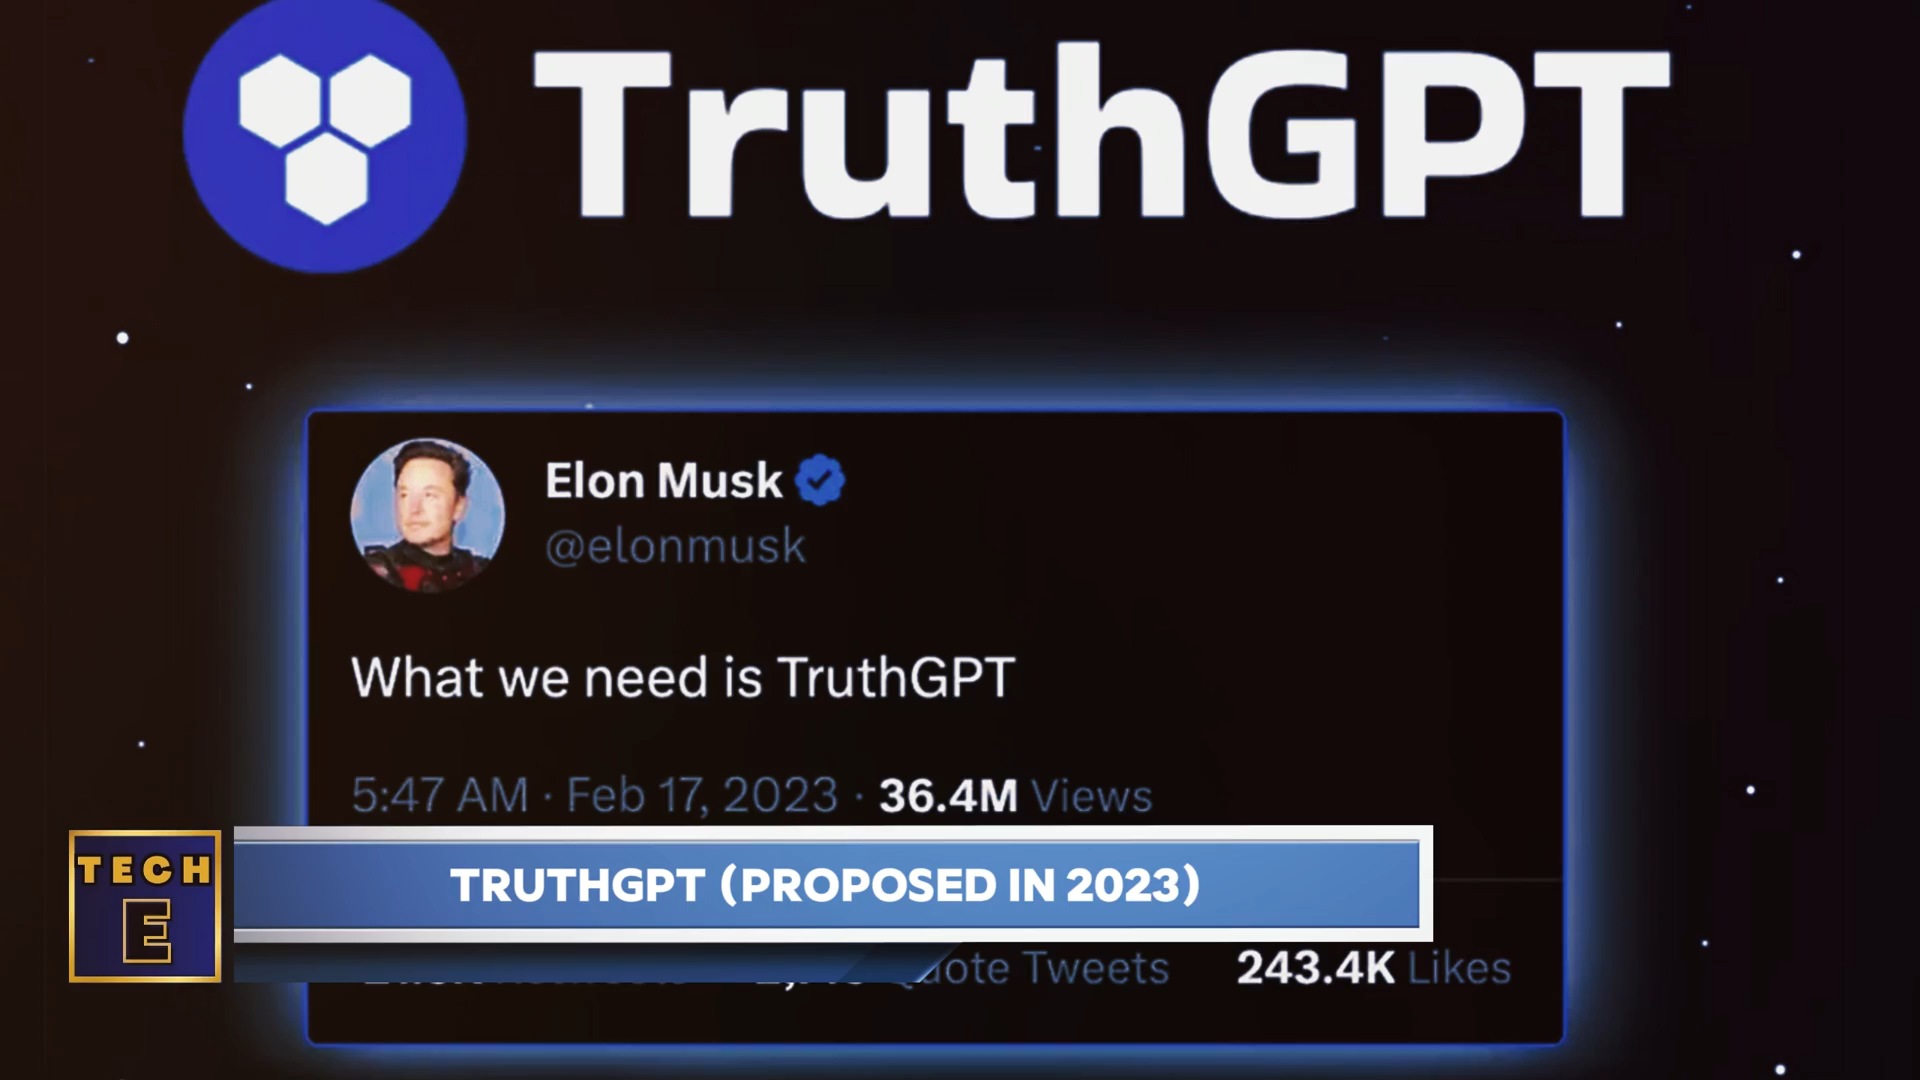 TruthGPT
Elon Musk
@elonmusk
What we need is TruthGPT
5:47 AM · Feb 17, 2023 · 36.4M Views
TECH
E
TRUTHGPT (PROPOSED IN 2023)
Tweets 243.4K Likes